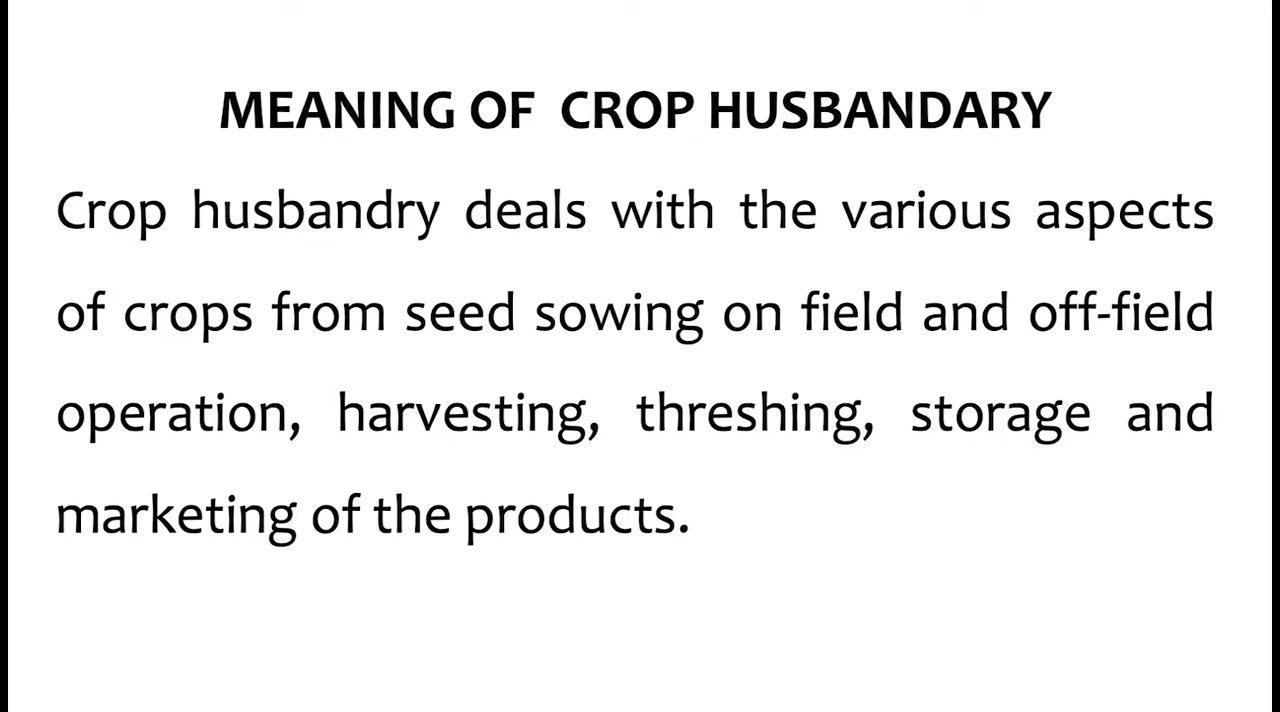 MEANING OF CROP HUSBANDARY
Crop husbandry deals with the various aspects
of crops from seed sowing on field and off-field
operation, harvesting, threshing, storage and
marketing of the products.